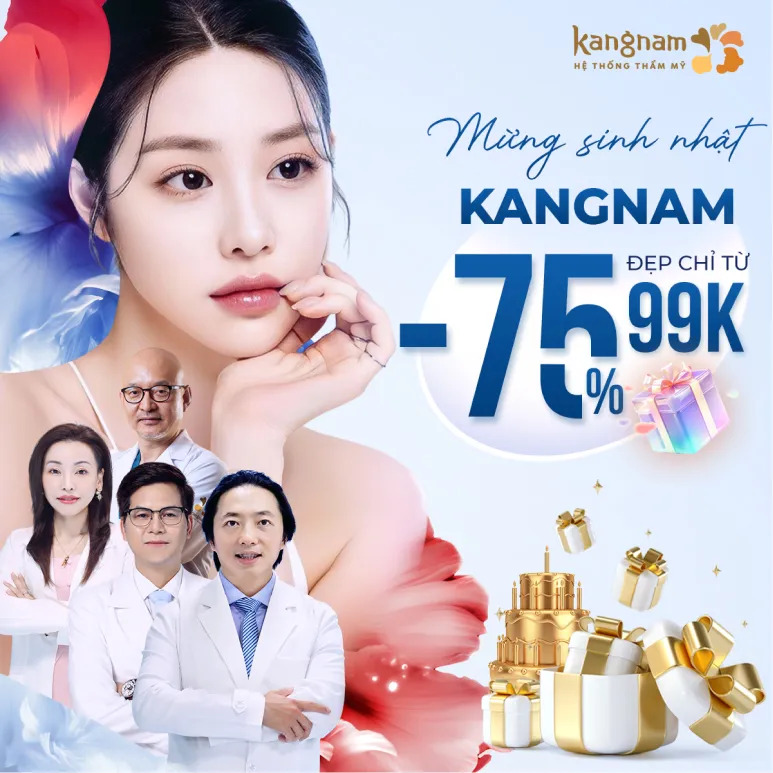 kangnam
HỆ THỐNG THẨM MỸ
Mừng sinh nhật
KANGNAM
-75%
ĐẸP CHỈ TỪ
99K